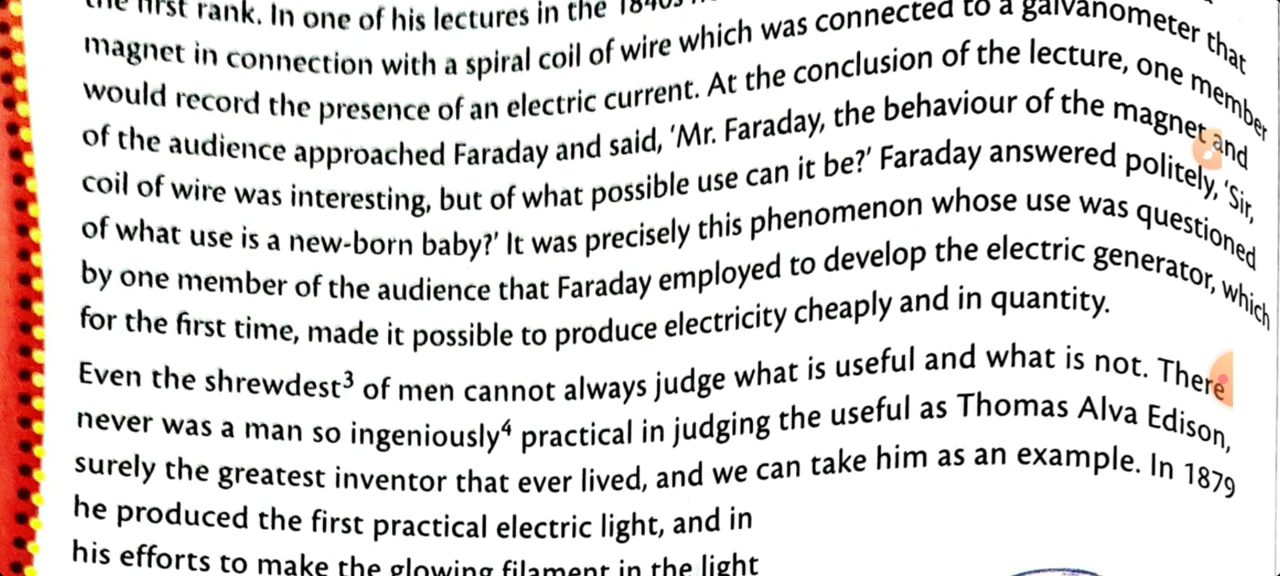 the first rank. In one of his lectures in the 1840s
magnet in connection with a spiral coil of wire which was connected to a galvanometer that
would record the presence of an electric current. At the conclusion of the lecture, one member
of the audience approached Faraday and said, ‘Mr. Faraday, the behaviour of the magnet and
coil of wire was interesting, but of what possible use can it be?’ Faraday answered politely, ‘Sir,
of what use is a new-born baby?’ It was precisely this phenomenon whose use was questioned
by one member of the audience that Faraday employed to develop the electric generator, which
for the first time, made it possible to produce electricity cheaply and in quantity.
Even the shrewdest³ of men cannot always judge what is useful and what is not. There
never was a man so ingeniously⁴ practical in judging the useful as Thomas Alva Edison,
surely the greatest inventor that ever lived, and we can take him as an example. In 1879
he produced the first practical electric light, and in
his efforts to make the glowing filament in the light